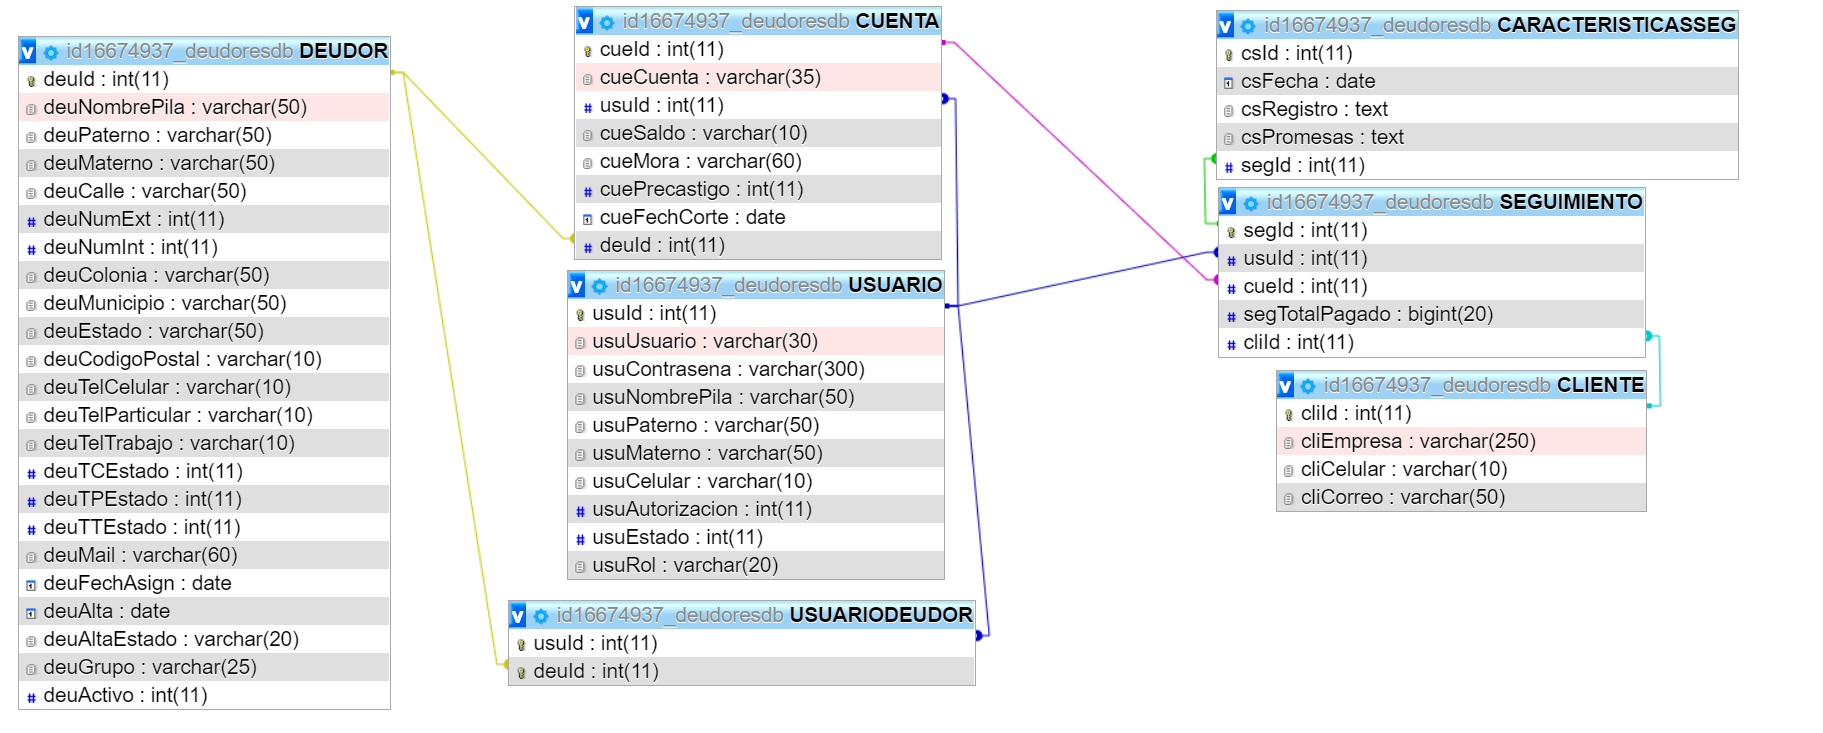 id16674937_deudoresdb DEUDOR
deuId : int(11)
deuNombrePila : varchar(50)
deuPaterno : varchar(50)
deuMaterno : varchar(50)
deuCalle : varchar(50)
deuNumExt : int(11)
deuNumInt : int(11)
deuColonia : varchar(50)
deuMunicipio : varchar(50)
deuEstado : varchar(50)
deuCodigoPostal : varchar(10)
deuTelCelular : varchar(10)
deuTelParticular : varchar(10)
deuTelTrabajo : varchar(10)
deuTCEstado : int(11)
deuTPEstado : int(11)
deuTTEstado : int(11)
deuMail : varchar(60)
deuFechAsign : date
deuAlta : date
deuAltaEstado : varchar(20)
deuGrupo : varchar(25)
deuActivo : int(11)
id16674937_deudoresdb CUENTA
cueId : int(11)
cueCuenta : varchar(35)
usuId : int(11)
cueSaldo : varchar(10)
cueMora : varchar(60)
cuePrecastigo : int(11)
cueFechCorte : date
deuId : int(11)
id16674937_deudoresdb USUARIO
usuId : int(11)
usuUsuario : varchar(30)
usuContrasena : varchar(300)
usuNombrePila : varchar(50)
usuPaterno : varchar(50)
usuMaterno : varchar(50)
usuCelular : varchar(10)
usuAutorizacion : int(11)
usuEstado : int(11)
usuRol : varchar(20)
id16674937_deudoresdb USUARIODEUDOR
usuId : int(11)
deuId : int(11)
id16674937_deudoresdb CARACTERISTICASSEG
csId : int(11)
csFecha : date
csRegistro : text
csPromesas : text
segId : int(11)
id16674937_deudoresdb SEGUIMIENTO
segId : int(11)
usuId : int(11)
cueId : int(11)
segTotalPagado : bigint(20)
cliId : int(11)
id16674937_deudoresdb CLIENTE
cliId : int(11)
cliEmpresa : varchar(250)
cliCelular : varchar(10)
cliCorreo : varchar(50)